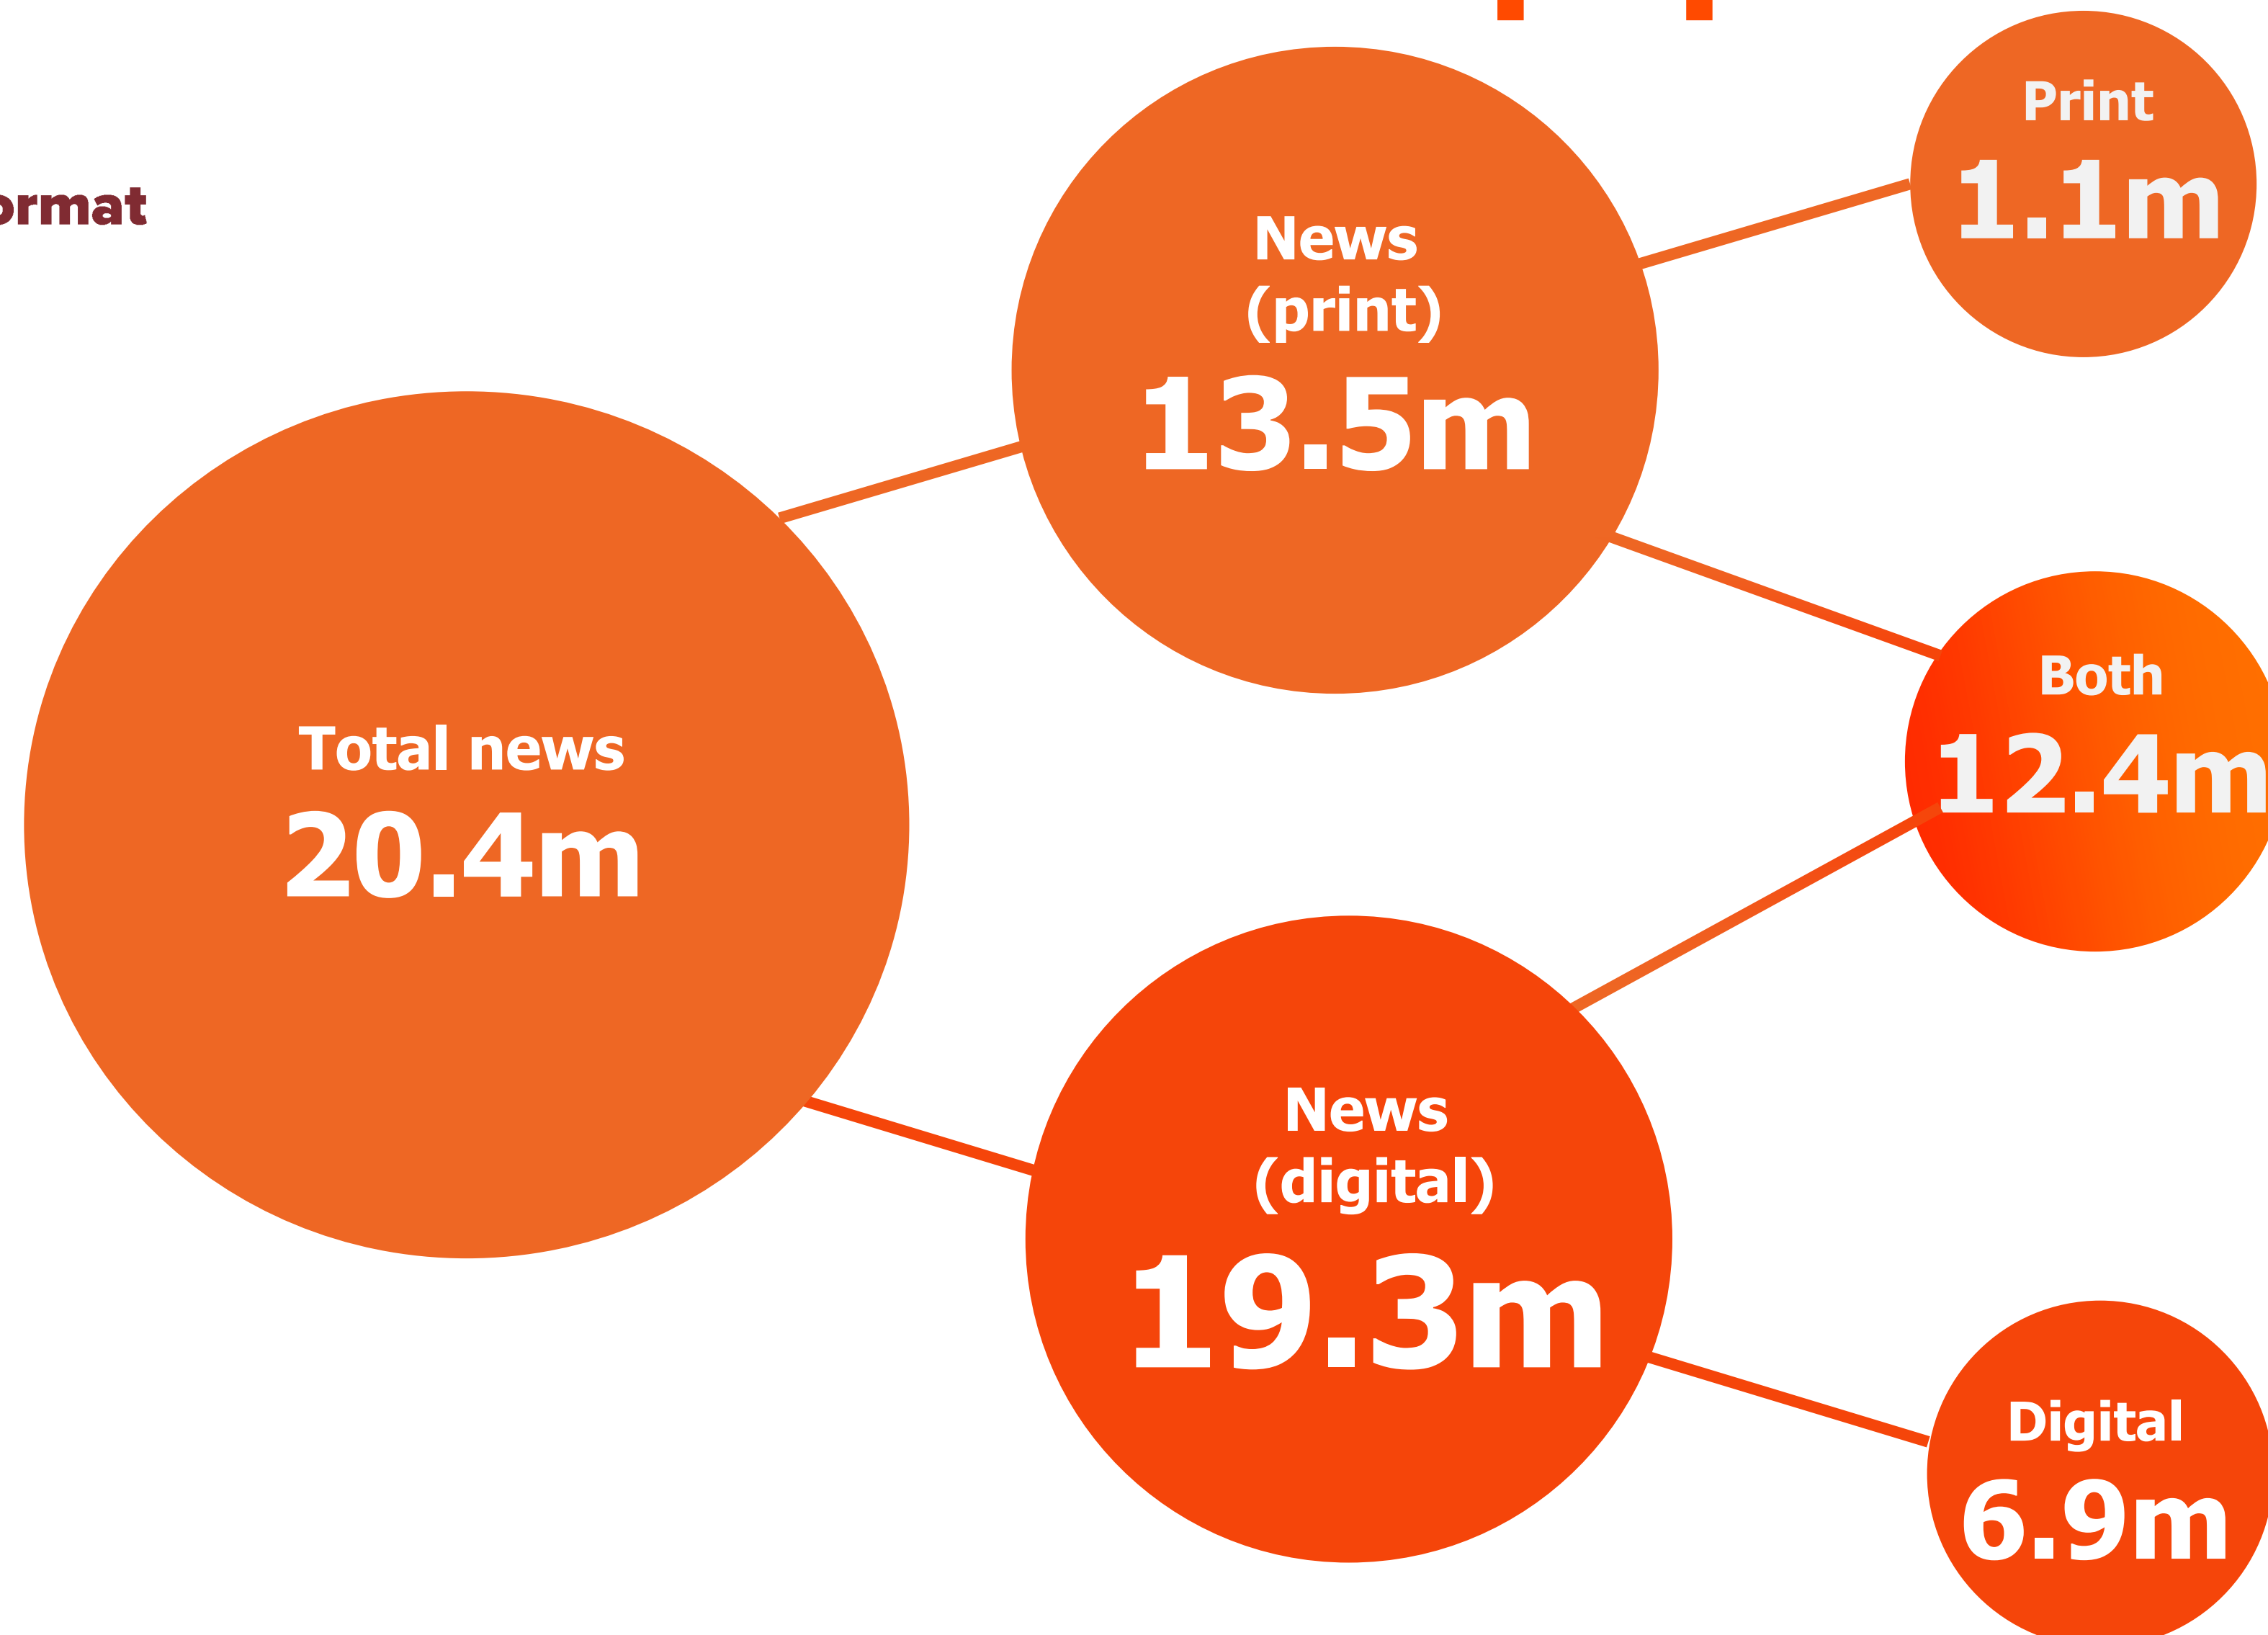 Print
1.1m
ormat
News
(print)
13.5m
Both
12.4m
Total news
20.4m
News
(digital)
19.3m
Digital
6.9m